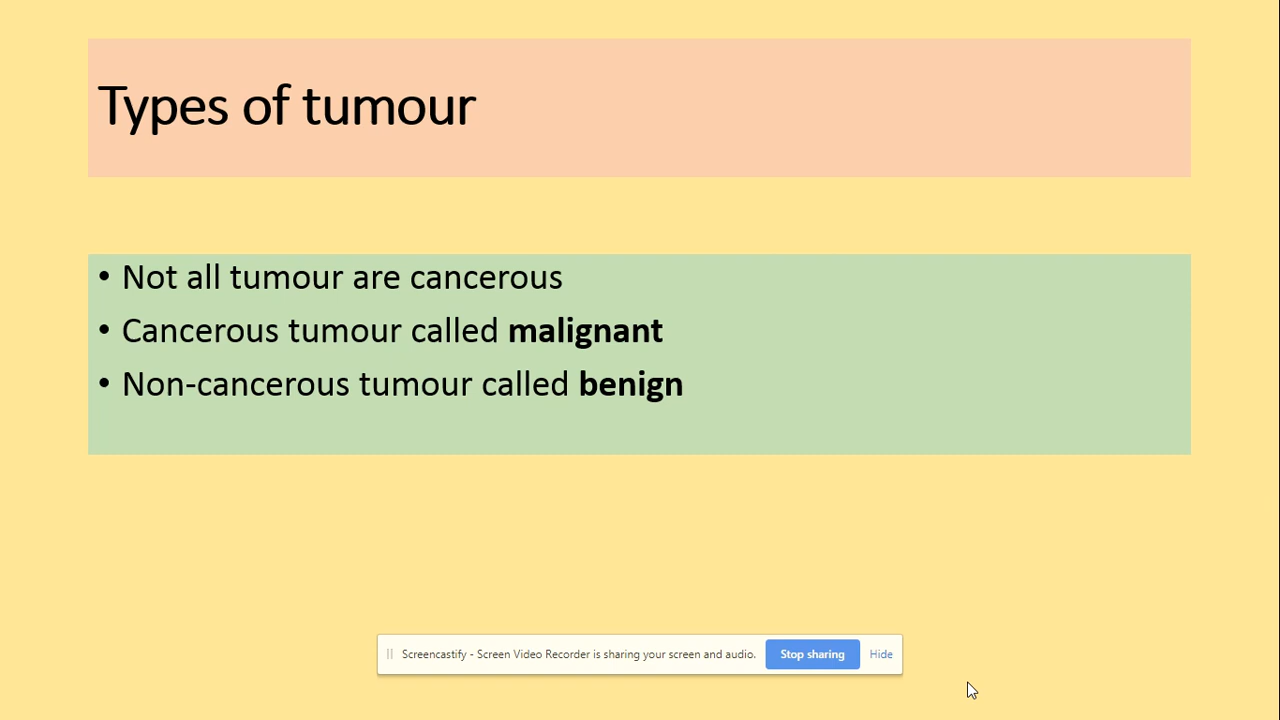 Types of tumour
• Not all tumour are cancerous
• Cancerous tumour called malignant
• Non-cancerous tumour called benign
Screencastify - Screen Video Recorder is sharing your screen and audio. Stop sharing Hide